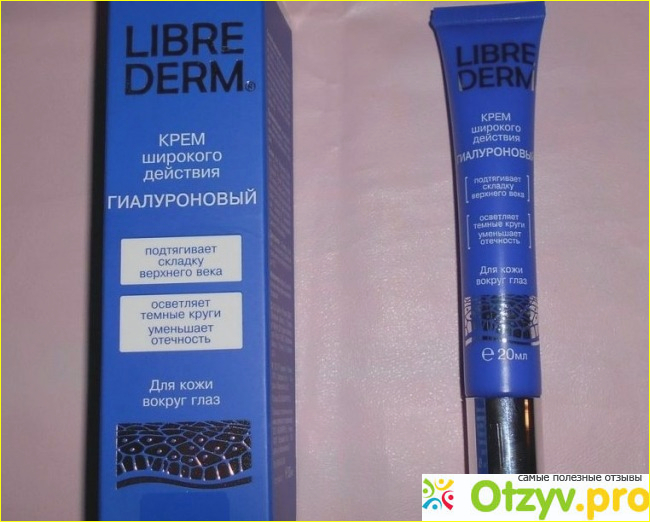 LIBRE
DERM®
КРЕМ
широкого
действия
ГИАЛУРОНОВЫЙ
подтягивает
складку
верхнего века
осветляет
темные круги
уменьшает
отечность
Для кожи
вокруг глаз
LIBRE
DERM
КРЕМ
широкого
действия
ГИАЛУРОНОВЫЙ
подтягивает
складку
верхнего века
осветляет
темные круги
уменьшает
отечность
Для кожи
вокруг глаз
℮ 20мл
самые полезные отзывы
Otzyv.pro